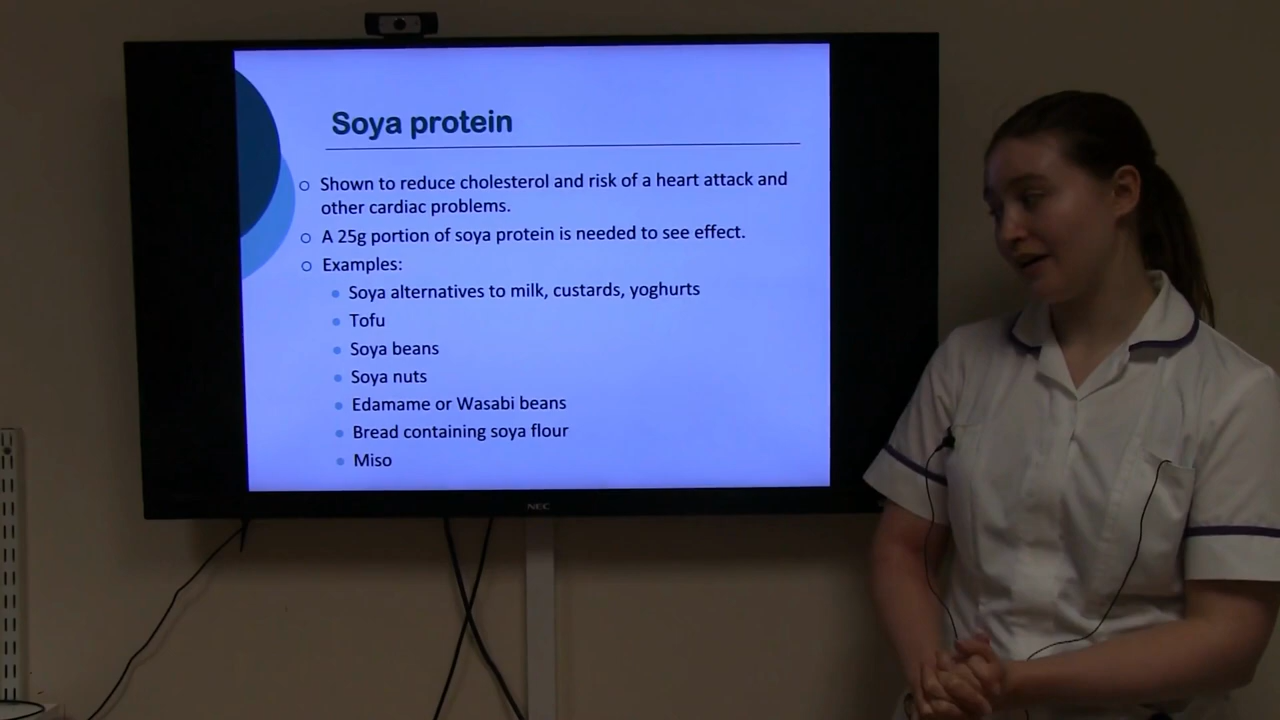 Soya protein
Shown to reduce cholesterol and risk of a heart attack and
other cardiac problems.
A 25g portion of soya protein is needed to see effect.
Examples:
Soya alternatives to milk, custards, yoghurts
Tofu
Soya beans
Soya nuts
Edamame or Wasabi beans
Bread containing soya flour
Miso
NEC